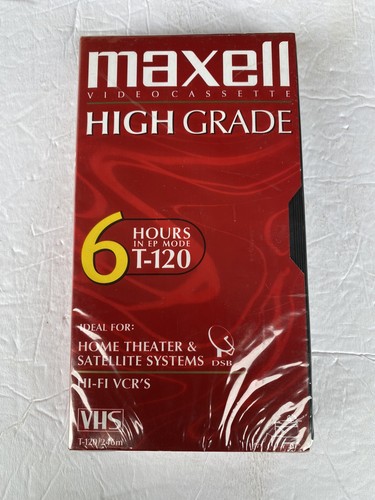 maxell
VIDEOCASSETTE
HIGH GRADE
6 HOURS
IN EP MODE
T-120
IDEAL FOR:
HOME THEATER &
SATELLITE SYSTEMS
DSB
HI-FI VCR'S
VHS
T-120/246m